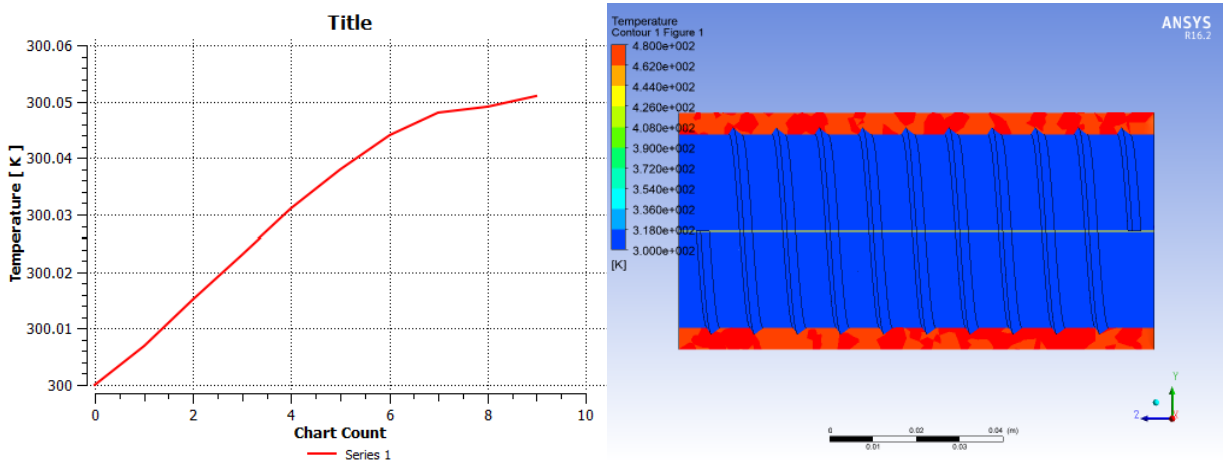 Title
300.06
300.05
300.04
300.03
300.02
300.01
300
Temperature [ K ]
0 2 4 6 8 10
Chart Count
Series 1
Temperature
Contour 1 Figure 1
4.800e+002
4.620e+002
4.440e+002
4.260e+002
4.080e+002
3.900e+002
3.720e+002
3.540e+002
3.360e+002
3.180e+002
3.000e+002
[K]
ANSYS
R16.2
Y
Z X
0 0.02 0.04 (m)
0.01 0.03